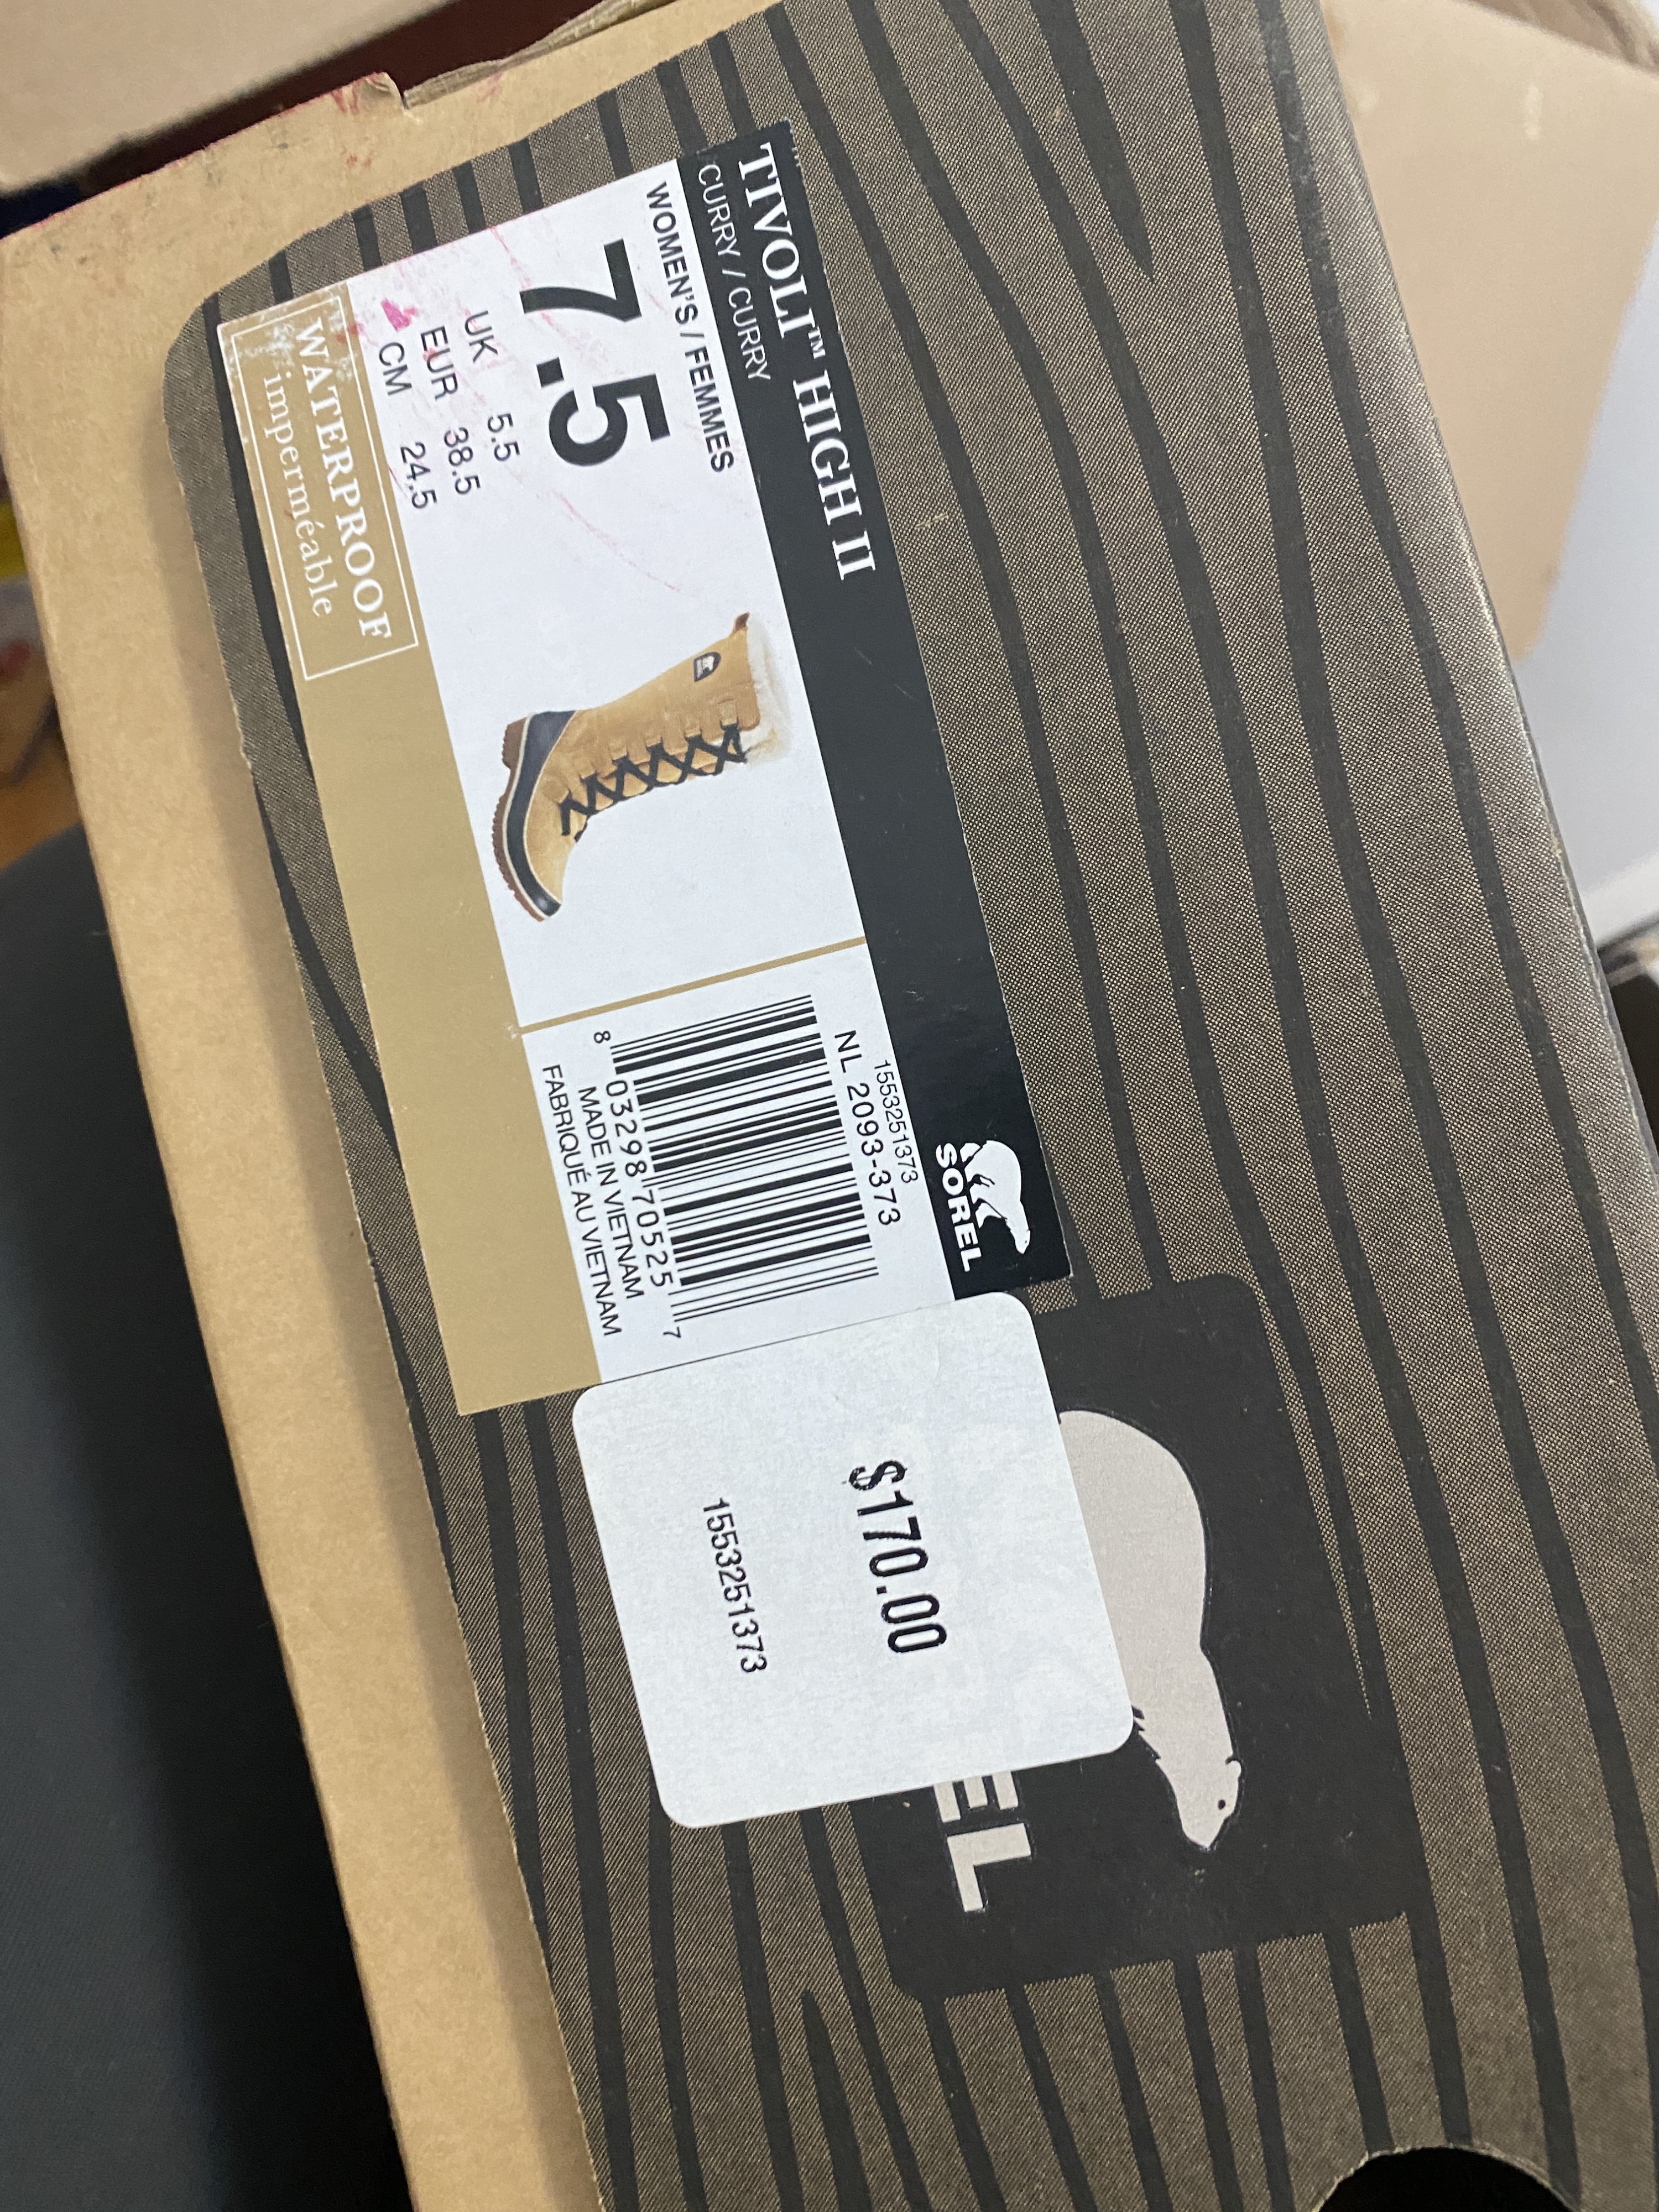 TIVOLI™ HIGH II
CURRY / CURRY
SOREL
WOMEN'S / FEMMES
7.5
UK 5.5
EUR 38.5
CM 24.5
WATERPROOF
imperméable
1553251373
NL 2093-373
8 03298 70525 7
MADE IN VIETNAM
FABRIQUÉ AU VIETNAM
$170.00
1553251373
EL